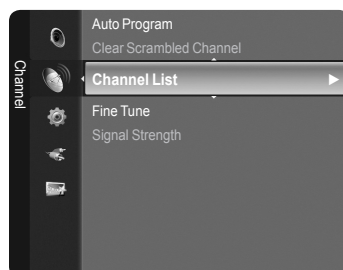 Channel
Auto Program
Clear Scrambled Channel
Channel List
Fine Tune
Signal Strength